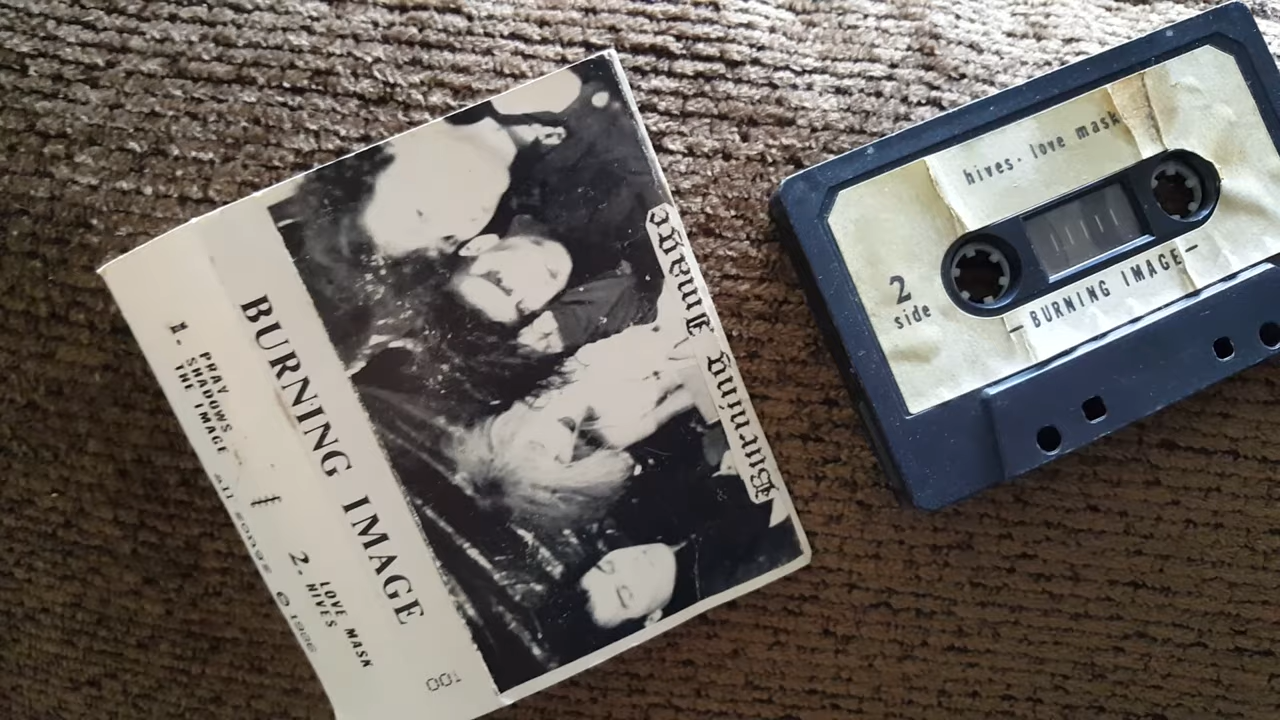 Burning Image
BURNING IMAGE
1. PRAY
SHADOWS
THE IMAGE
2. LOVE MASK
HIVES
all songs ©1986
001
hives. love mask
2
side
- BURNING IMAGE -